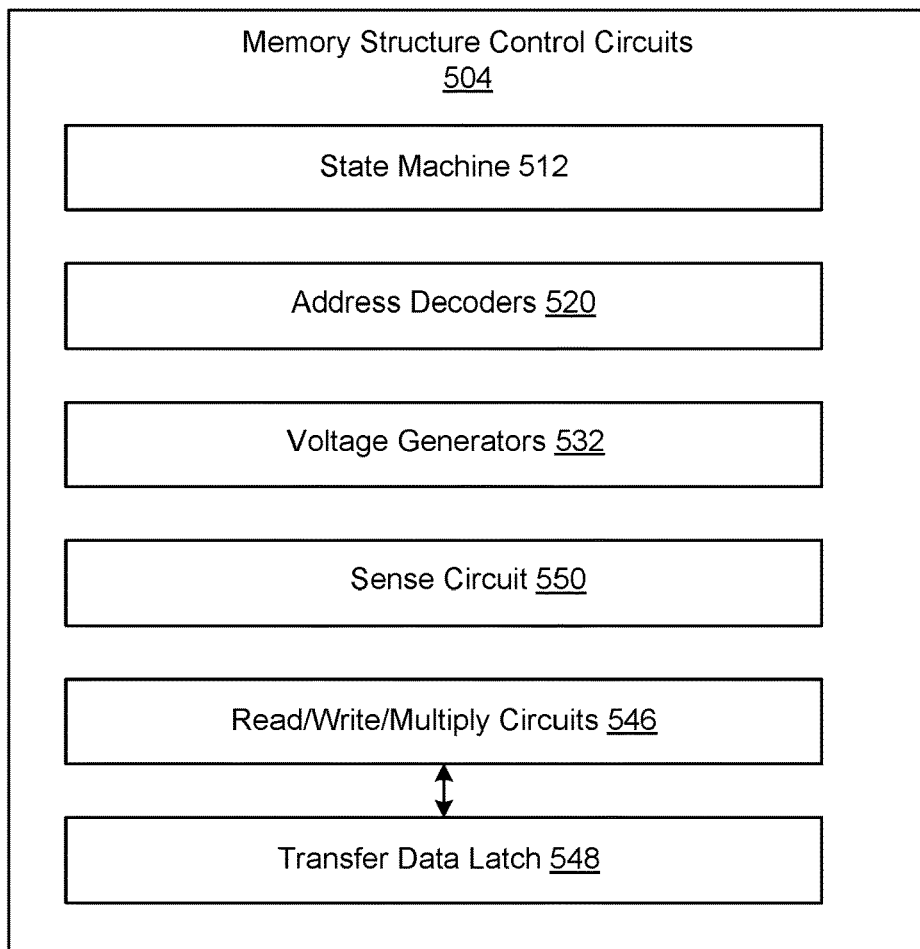 Memory Structure Control Circuits
504
State Machine 512
Address Decoders 520
Voltage Generators 532
Sense Circuit 550
Read/Write/Multiply Circuits 546
Transfer Data Latch 548